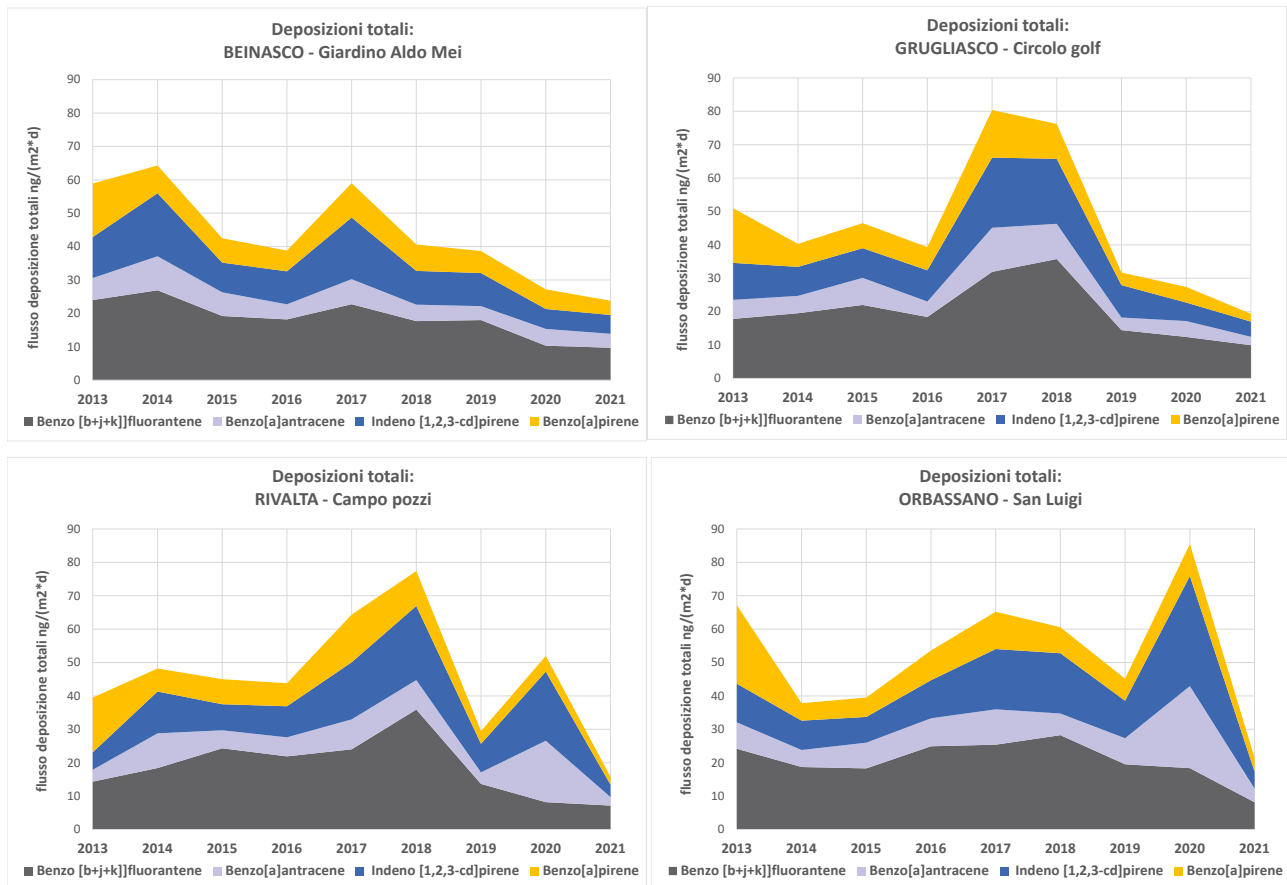 Deposizioni totali:
BEINASCO - Giardino Aldo Mei
flusso deposizione totali ng/(m2*d)
90
80
70
60
50
40
30
20
10
0
2013 2014 2015 2016 2017 2018 2019 2020 2021
Benzo [b+j+k]]fluorantene Benzo[a]antracene Indeno [1,2,3-cd]pirene Benzo[a]pirene
Deposizioni totali:
GRUGLIASCO - Circolo golf
flusso deposizione totali ng/(m2*d)
90
80
70
60
50
40
30
20
10
0
2013 2014 2015 2016 2017 2018 2019 2020 2021
Benzo [b+j+k]]fluorantene Benzo[a]antracene Indeno [1,2,3-cd]pirene Benzo[a]pirene
Deposizioni totali:
RIVALTA - Campo pozzi
flusso deposizione totali ng/(m2*d)
90
80
70
60
50
40
30
20
10
0
2013 2014 2015 2016 2017 2018 2019 2020 2021
Benzo [b+j+k]]fluorantene Benzo[a]antracene Indeno [1,2,3-cd]pirene Benzo[a]pirene
Deposizioni totali:
ORBASSANO - San Luigi
flusso deposizione totali ng/(m2*d)
90
80
70
60
50
40
30
20
10
0
2013 2014 2015 2016 2017 2018 2019 2020 2021
Benzo [b+j+k]]fluorantene Benzo[a]antracene Indeno [1,2,3-cd]pirene Benzo[a]pirene